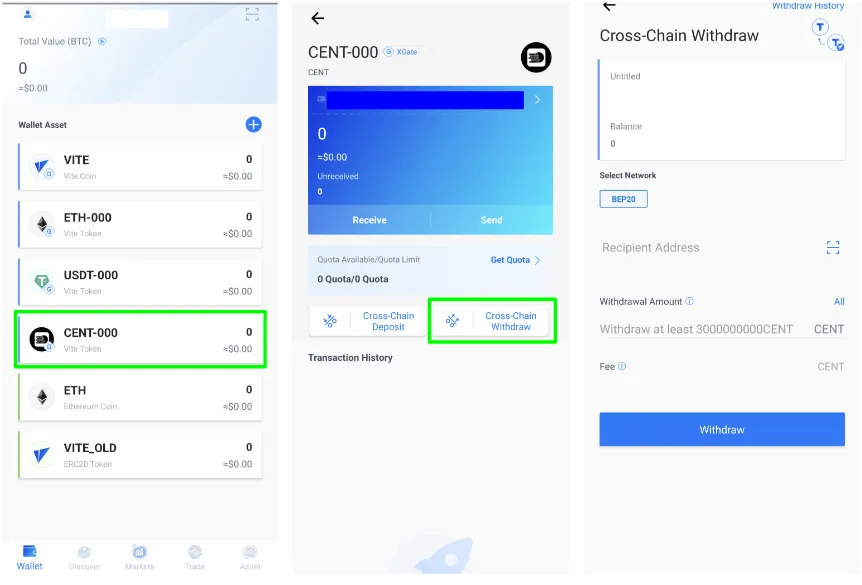 Total Value (BTC)
0
≈$0.00
Wallet Asset
VITE 0
Vite Coin ≈$0.00
ETH-000 0
Vite Token ≈$0.00
USDT-000 0
Vite Token ≈$0.00
CENT-000 0
Vite Token ≈$0.00
ETH 0
Ethereum Coin ≈$0.00
VITE_OLD 0
ERC20 Token ≈$0.00
Wallet Discover Markets Trade Asset
CENT-000 XGate
CENT
0
≈$0.00
Unreceived
0
Receive Send
Quota Available/Quota Limit Get Quota
0 Quota/0 Quota
Cross-Chain Deposit
Cross-Chain Withdraw
Transaction History
Withdraw History
Cross-Chain Withdraw
Untitled
Balance
0
Select Network
BEP20
Recipient Address
Withdrawal Amount All
Withdraw at least 3000000000CENT CENT
Fee CENT
Withdraw